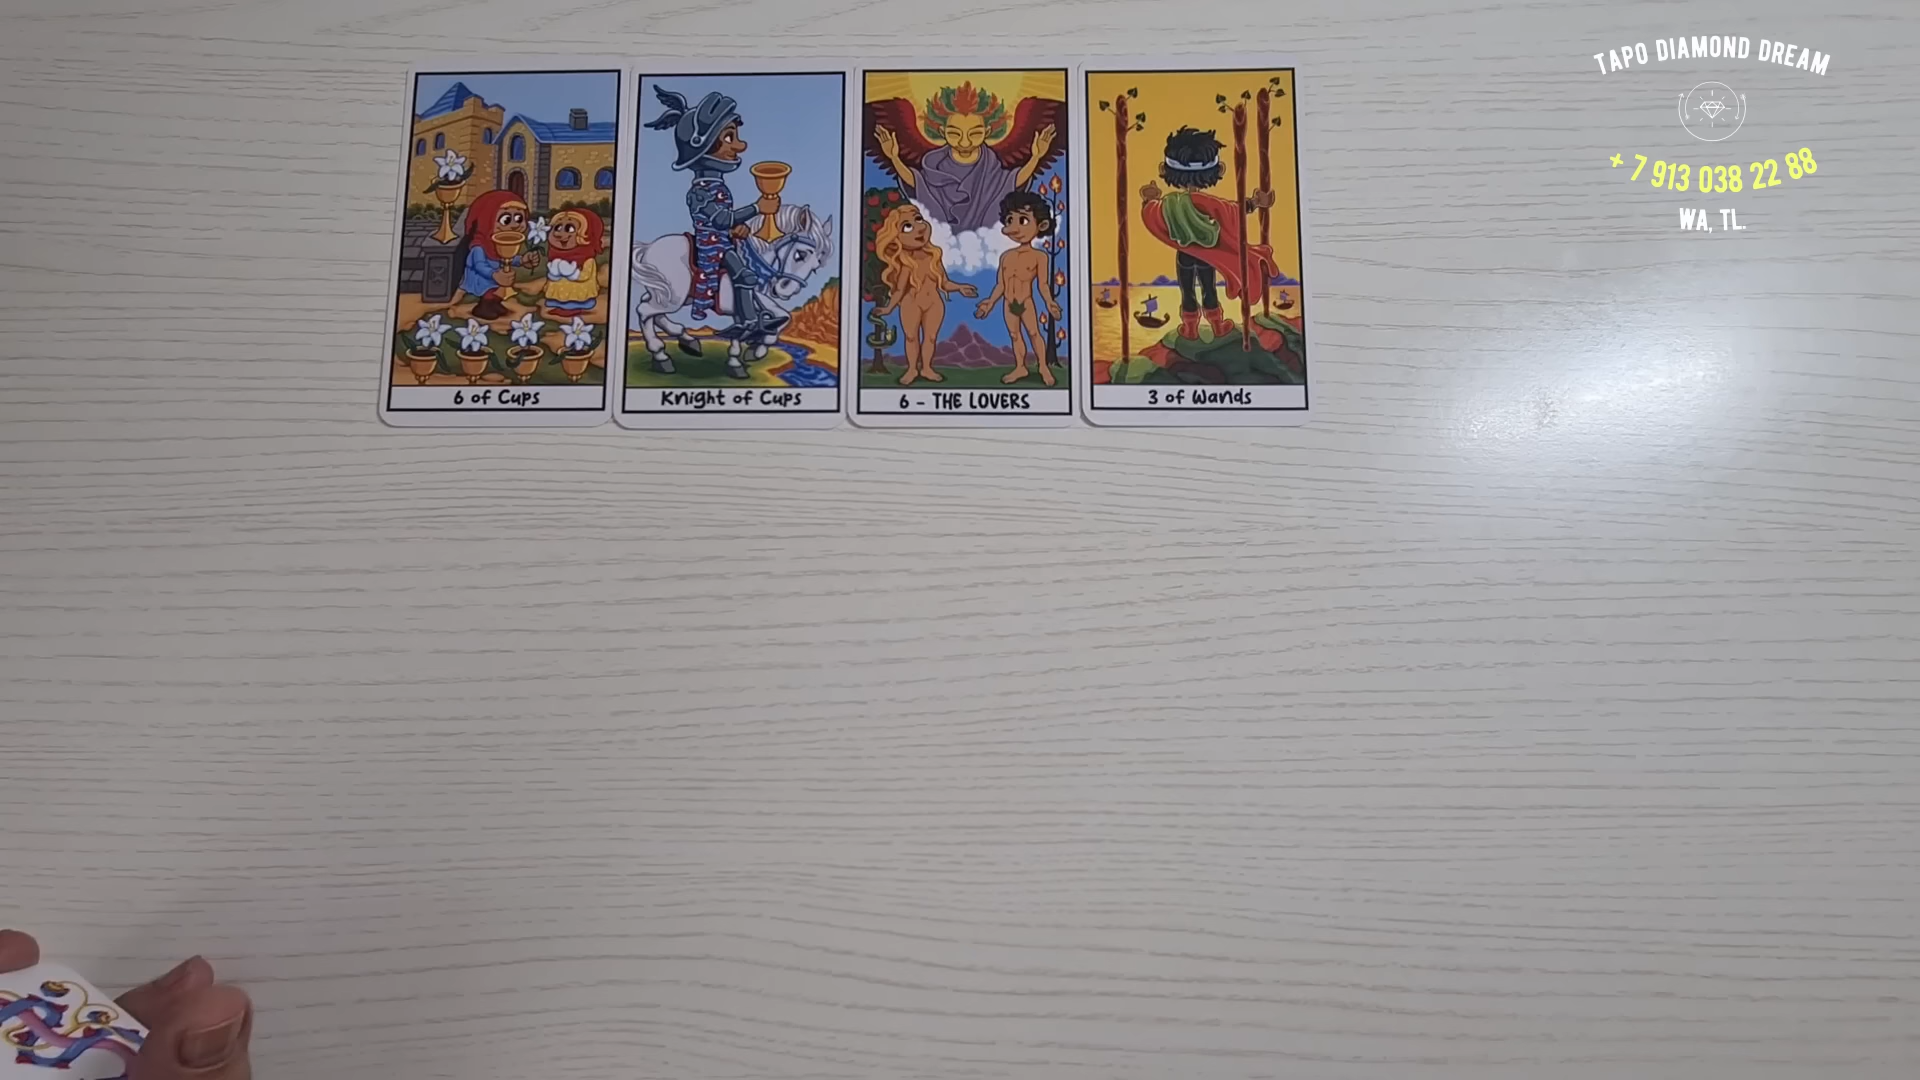 TAPO DIAMOND DREAM
+ 7 913 038 22 88
WA, TL.
6 of Cups
Knight of Cups
6 - THE LOVERS
3 of Wands